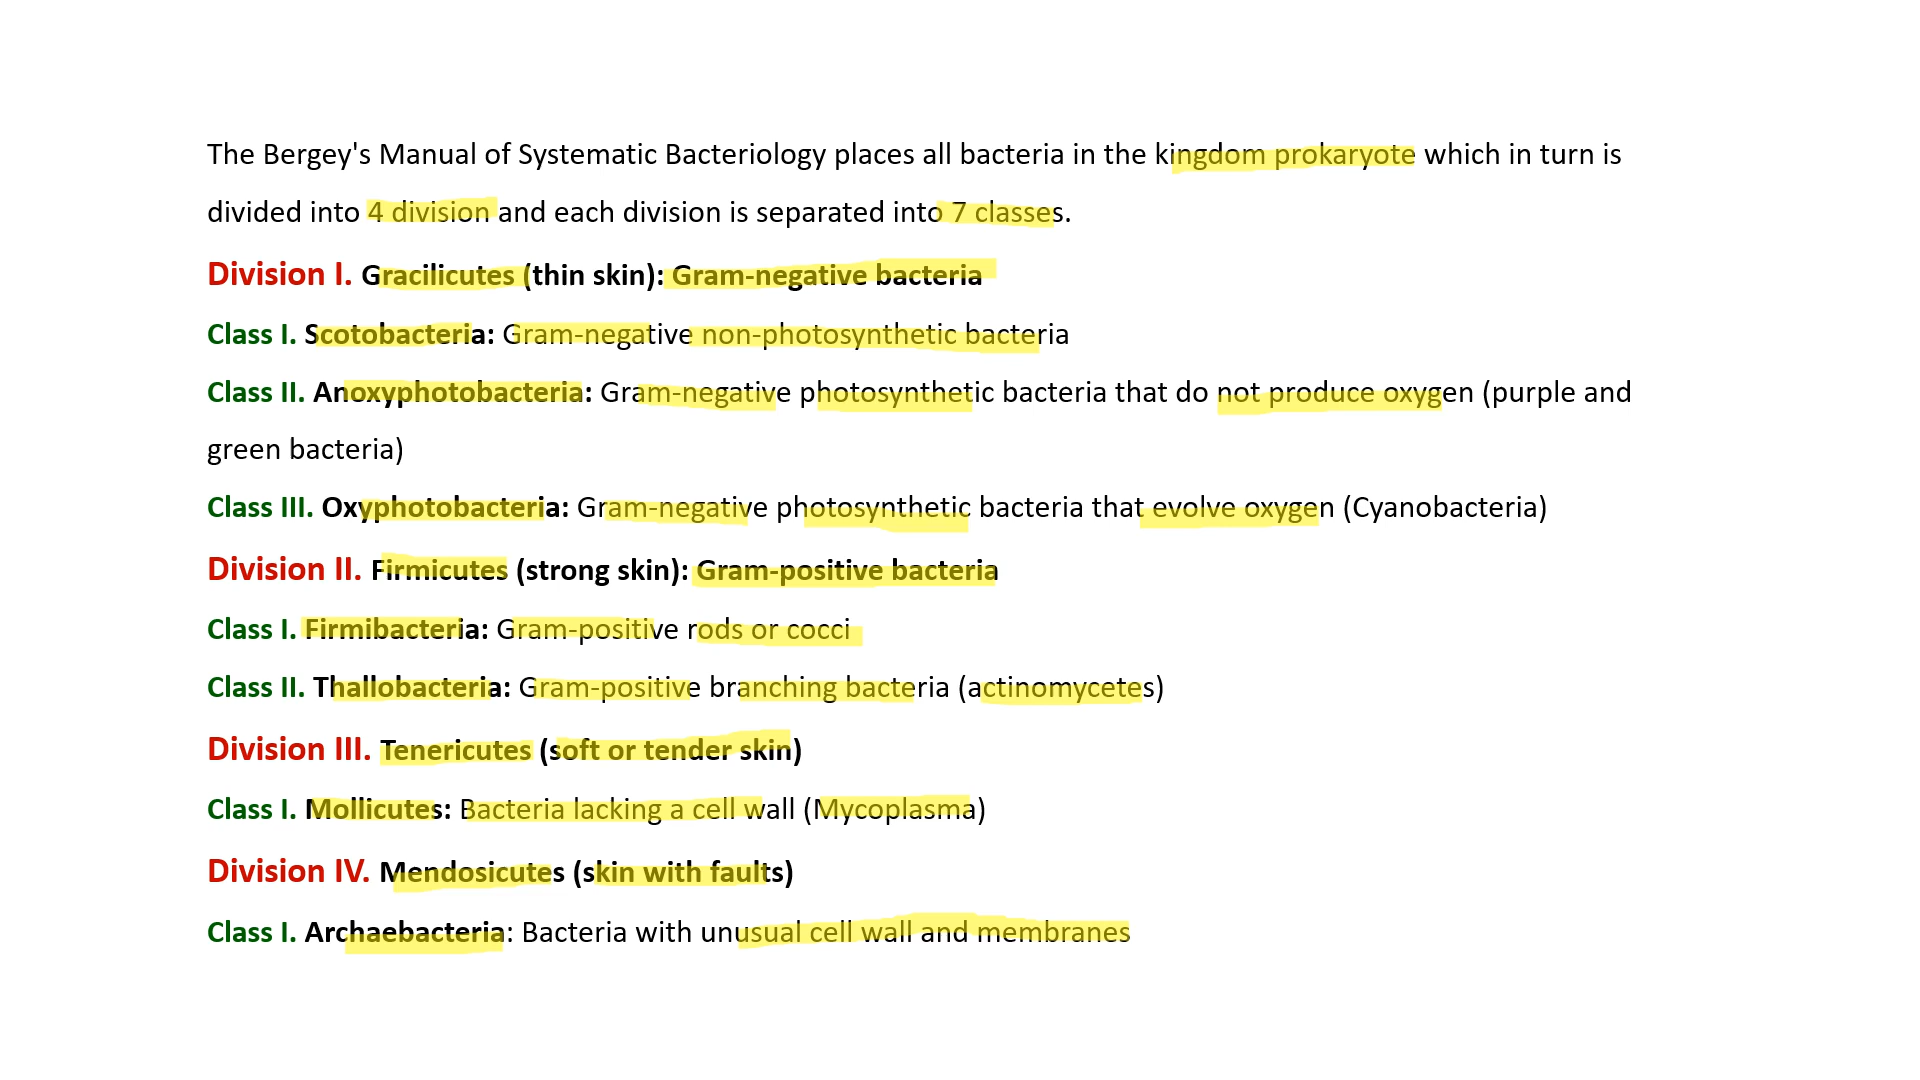 The Bergey's Manual of Systematic Bacteriology places all bacteria in the kingdom prokaryote which in turn is
divided into 4 division and each division is separated into 7 classes.
Division I. Gracilicutes (thin skin): Gram-negative bacteria
Class I. Scotobacteria: Gram-negative non-photosynthetic bacteria
Class II. Anoxyphotobacteria: Gram-negative photosynthetic bacteria that do not produce oxygen (purple and
green bacteria)
Class III. Oxyphotobacteria: Gram-negative photosynthetic bacteria that evolve oxygen (Cyanobacteria)
Division II. Firmicutes (strong skin): Gram-positive bacteria
Class I. Firmibacteria: Gram-positive rods or cocci
Class II. Thallobacteria: Gram-positive branching bacteria (actinomycetes)
Division III. Tenericutes (soft or tender skin)
Class I. Mollicutes: Bacteria lacking a cell wall (Mycoplasma)
Division IV. Mendosicutes (skin with faults)
Class I. Archaebacteria: Bacteria with unusual cell wall and membranes